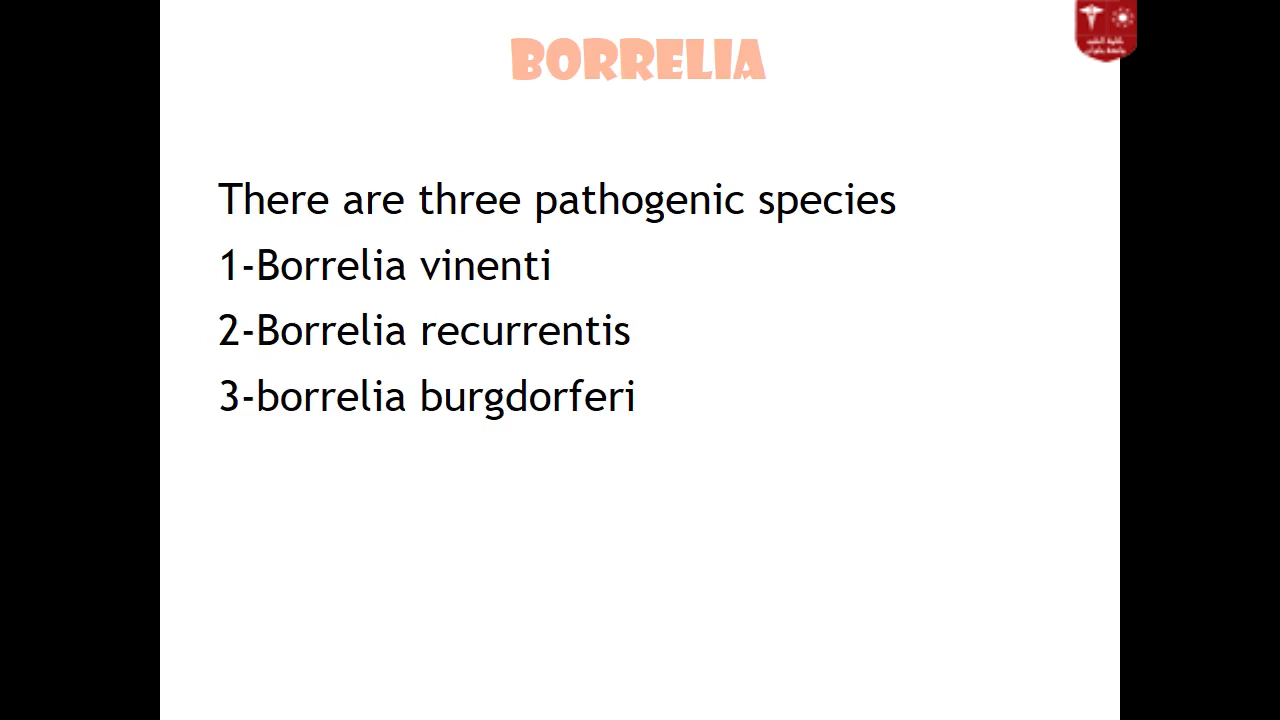 BORRELIA
There are three pathogenic species
1-Borrelia vinenti
2-Borrelia recurrentis
3-borrelia burgdorferi